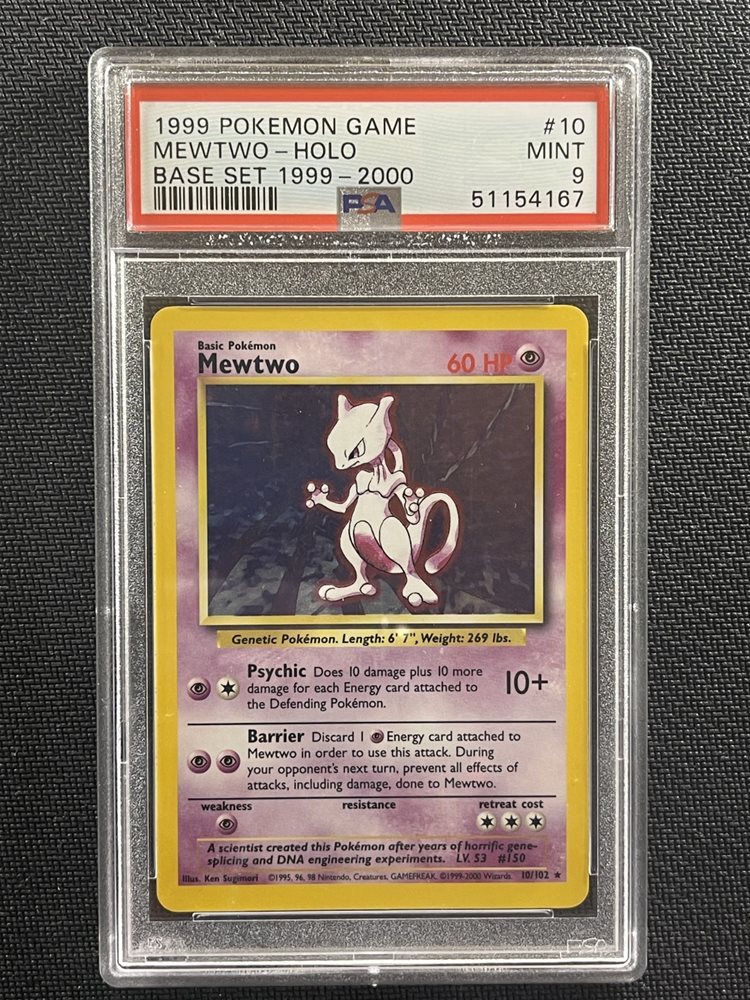 1999 POKEMON GAME #10
MEWTWO-HOLO MINT
BASE SET 1999-2000 9
PSA 51154167
Basic Pokémon
Mewtwo 60 HP
Genetic Pokémon. Length: 6' 7", Weight: 269 lbs.
Psychic Does 10 damage plus 10 more
damage for each Energy card attached to
the Defending Pokémon.
10+
Barrier Discard 1 Energy card attached to
Mewtwo in order to use this attack. During
your opponent's next turn, prevent all effects of
attacks, including damage, done to Mewtwo.
weakness resistance retreat cost
A scientist created this Pokémon after years of horrific gene-
splicing and DNA engineering experiments. LV. 53 #150
Illus. Ken Sugimori ©1995, 96, 98 Nintendo, Creatures, GAMEFREAK. ©1999-2000 Wizards. 10/102 ★
PSA